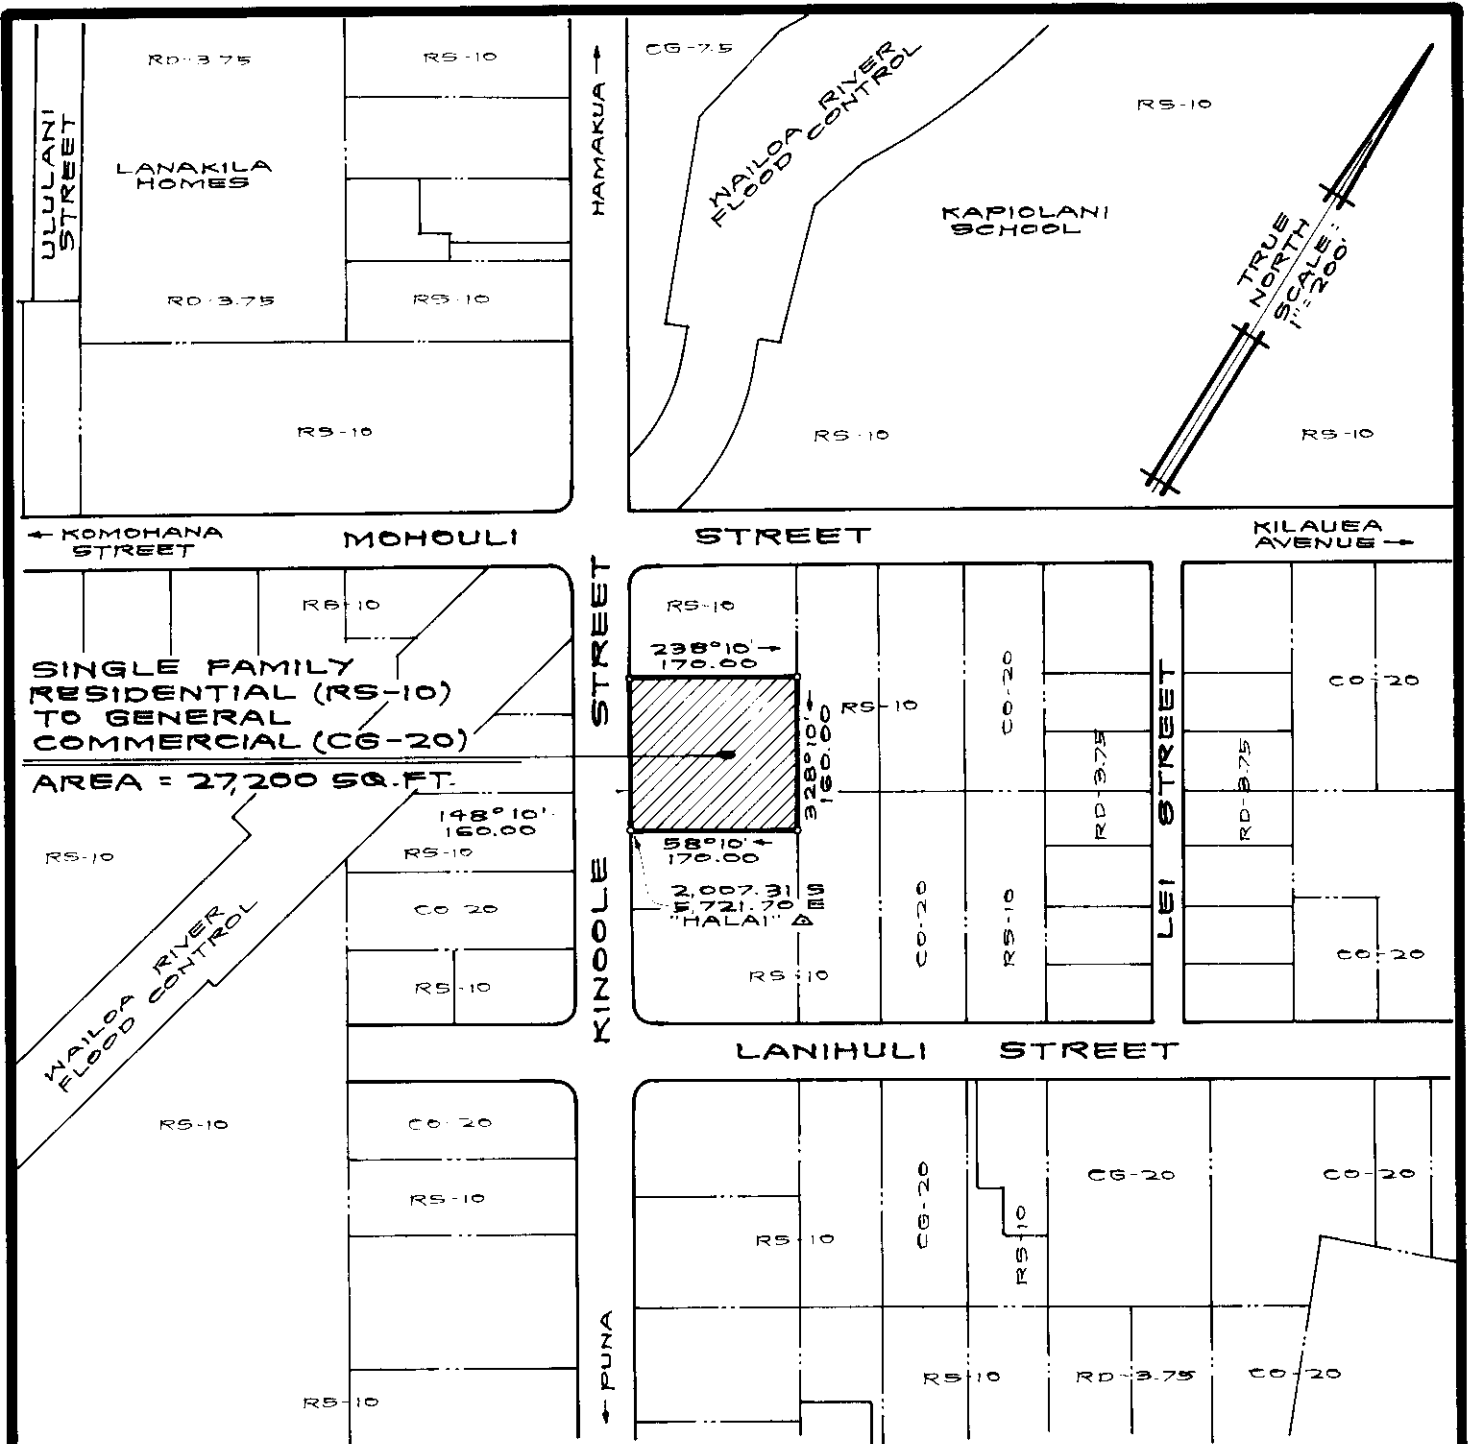 RD-3.75
RS-10
HAMAKUA →
CG-7.5
WAILOA RIVER
FLOOD CONTROL
RS-10
ULULANI
STREET
LANAKILA
HOMES
KAPIOLANI
SCHOOL
TRUE
NORTH
SCALE:
1"=200'
RD-3.75
RS-10
RS-10
RS-10
RS-10
← KOMOHANA
STREET
MOHOULI STREET
KILAUEA
AVENUE →
RS-10
RS-10
238°10' →
170.00
SINGLE FAMILY
RESIDENTIAL (RS-10)
TO GENERAL
COMMERCIAL (CG-20)
AREA = 27,200 SQ.FT.
KINOOLE STREET
328°10' ←
160.00
RS-10
CO-20
RD-3.75
LEI STREET
RD-3.75
CO-20
148°10'
160.00
RS-10
RS-10
58°10' ←
170.00
2,007.31 S
5,721.70 E
"HALAI" △
CO-20
RS-10
CO-20
RS-10
RS-10
CO-20
WAILOA RIVER
FLOOD CONTROL
LANIHULI STREET
RS-10
CO-20
RS-10
RS-10
CG-20
RS-10
CG-20
CO-20
← PUNA
RS-10
RS-10
RD-3.75
CO-20